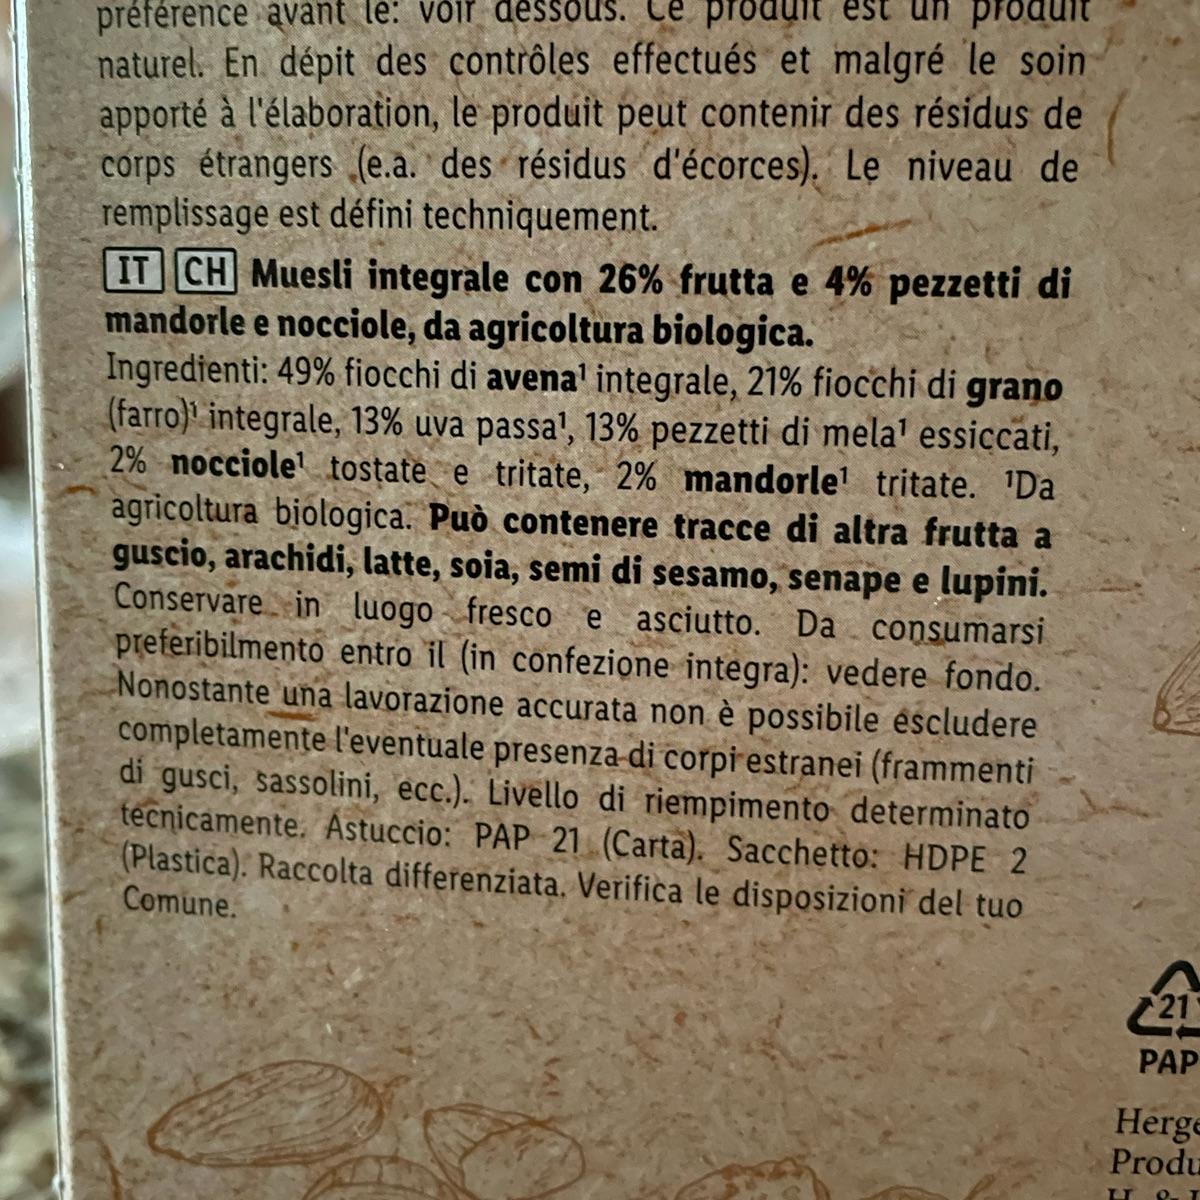 préférence avant le: voir dessous. Ce produit est un produit
naturel. En dépit des contrôles effectués et malgré le soin
apporté à l'élaboration, le produit peut contenir des résidus de
corps étrangers (e.a. des résidus d'écorces). Le niveau de
remplissage est défini techniquement.
IT CH Muesli integrale con 26% frutta e 4% pezzetti di
mandorle e nocciole, da agricoltura biologica.
Ingredienti: 49% fiocchi di avena¹ integrale, 21% fiocchi di grano
(farro)¹ integrale, 13% uva passa¹, 13% pezzetti di mela¹ essiccati,
2% nocciole¹ tostate e tritate, 2% mandorle¹ tritate. ¹Da
agricoltura biologica. Può contenere tracce di altra frutta a
guscio, arachidi, latte, soia, semi di sesamo, senape e lupini.
Conservare in luogo fresco e asciutto. Da consumarsi
preferibilmento entro il (in confezione integra): vedere fondo.
Nonostante una lavorazione accurata non è possibile escludere
completamente l'eventuale presenza di corpi estranei (frammenti
di gusci, sassolini, ecc.). Livello di riempimento determinato
tecnicamente. Astuccio: PAP 21 (Carta). Sacchetto: HDPE 2
(Plastica). Raccolta differenziata. Verifica le disposizioni del tuo
Comune.
21
PAP
Herge
Produ